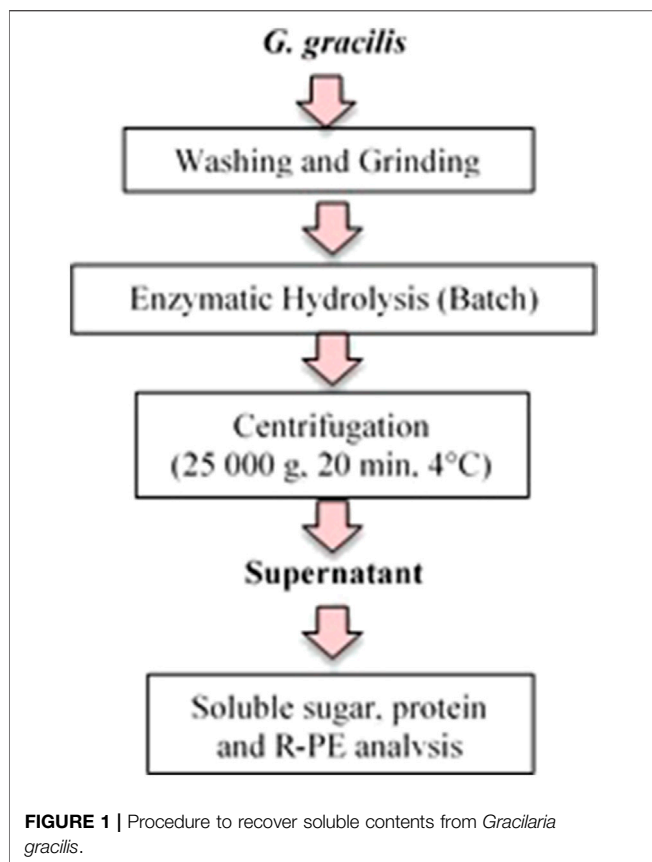 G. gracilis
Washing and Grinding
Enzymatic Hydrolysis (Batch)
Centrifugation
(25 000 g, 20 min, 4°C)
Supernatant
Soluble sugar, protein
and R-PE analysis
FIGURE 1 | Procedure to recover soluble contents from Gracilaria
gracilis.